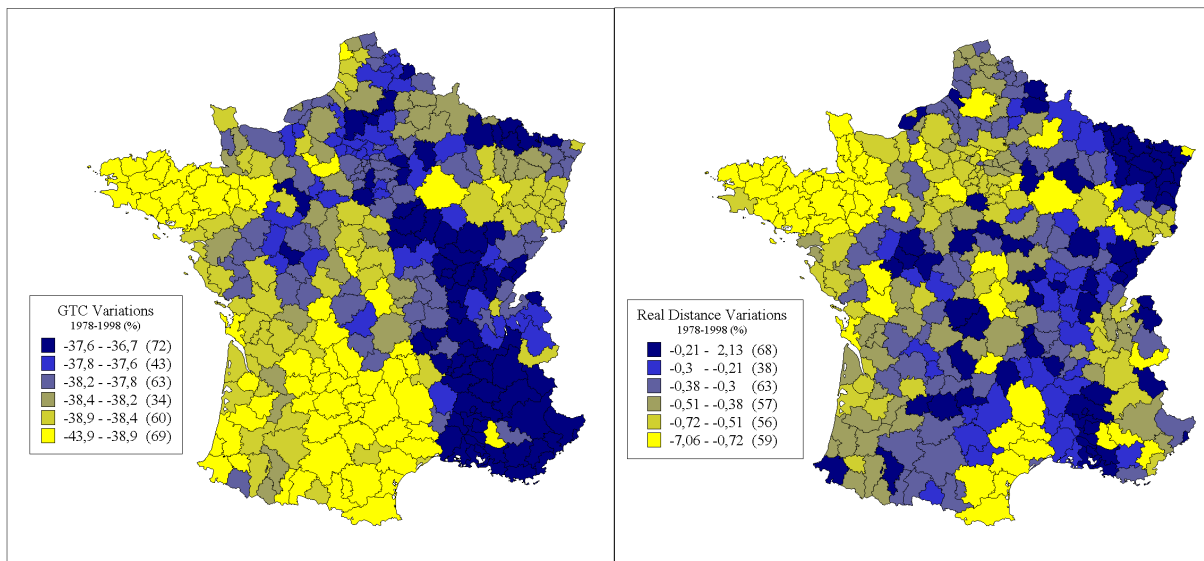 GTC Variations
1978-1998 (%)
-37,6 - -36,7 (72)
-37,8 - -37,6 (43)
-38,2 - -37,8 (63)
-38,4 - -38,2 (34)
-38,9 - -38,4 (60)
-43,9 - -38,9 (69)
Real Distance Variations
1978-1998 (%)
-0,21 - 2,13 (68)
-0,3 - -0,21 (38)
-0,38 - -0,3 (63)
-0,51 - -0,38 (57)
-0,72 - -0,51 (56)
-7,06 - -0,72 (59)